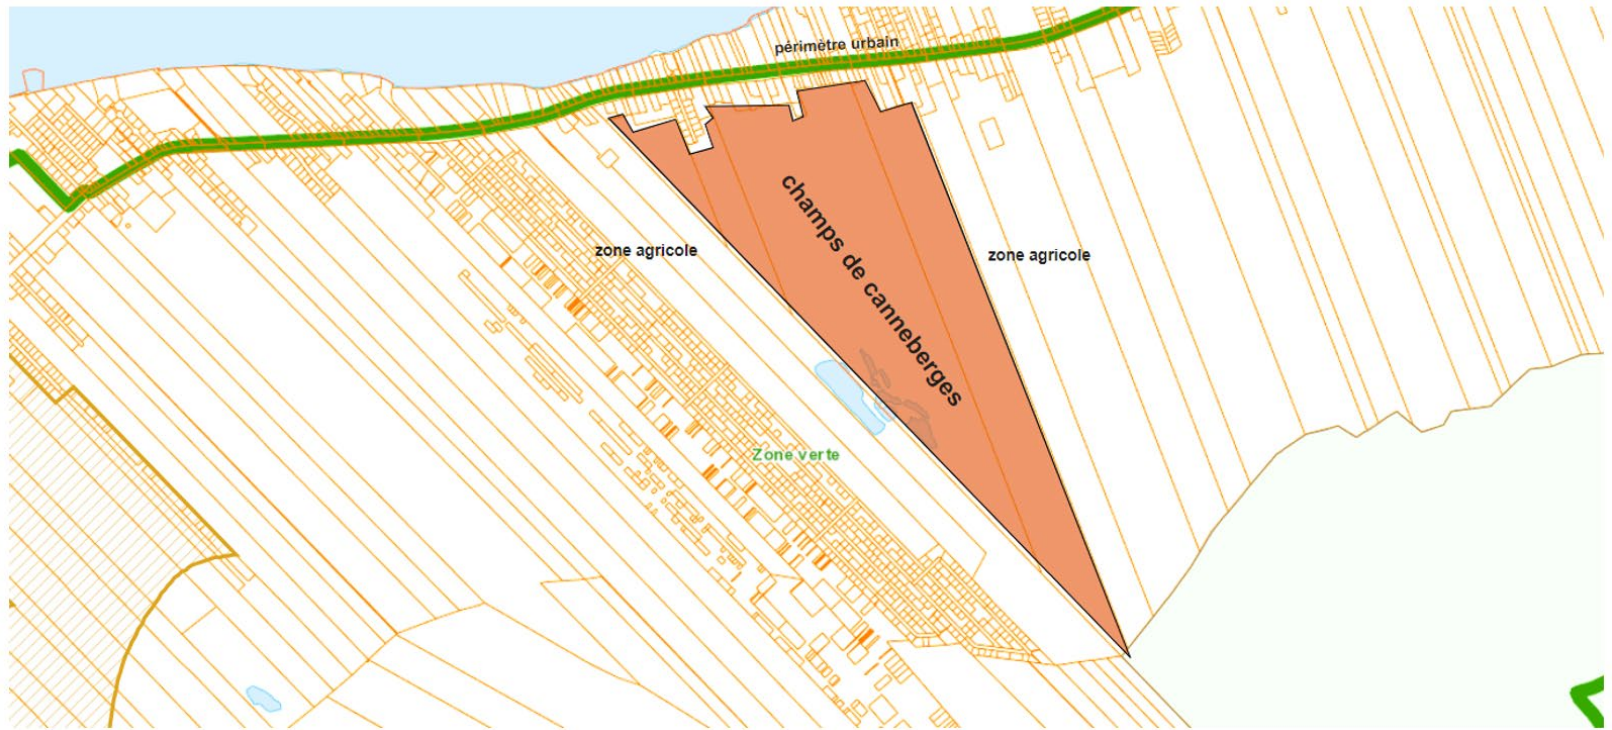 périmètre urbain
zone agricole
champs de canneberges
zone agricole
Zone verte